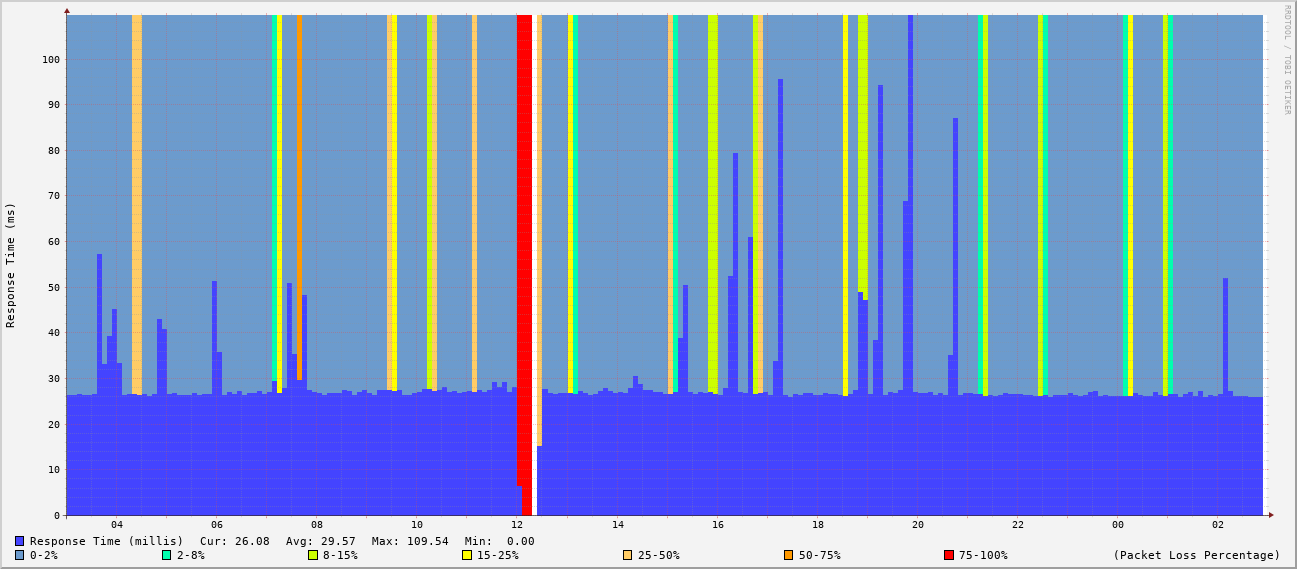 RRDTOOL / TOBI OETIKER
Response Time (ms)
100
90
80
70
60
50
40
30
20
10
0
04 06 08 10 12 14 16 18 20 22 00 02
Response Time (millis) Cur: 26.08 Avg: 29.57 Max: 109.54 Min: 0.00
0-2% 2-8% 8-15% 15-25% 25-50% 50-75% 75-100% (Packet Loss Percentage)